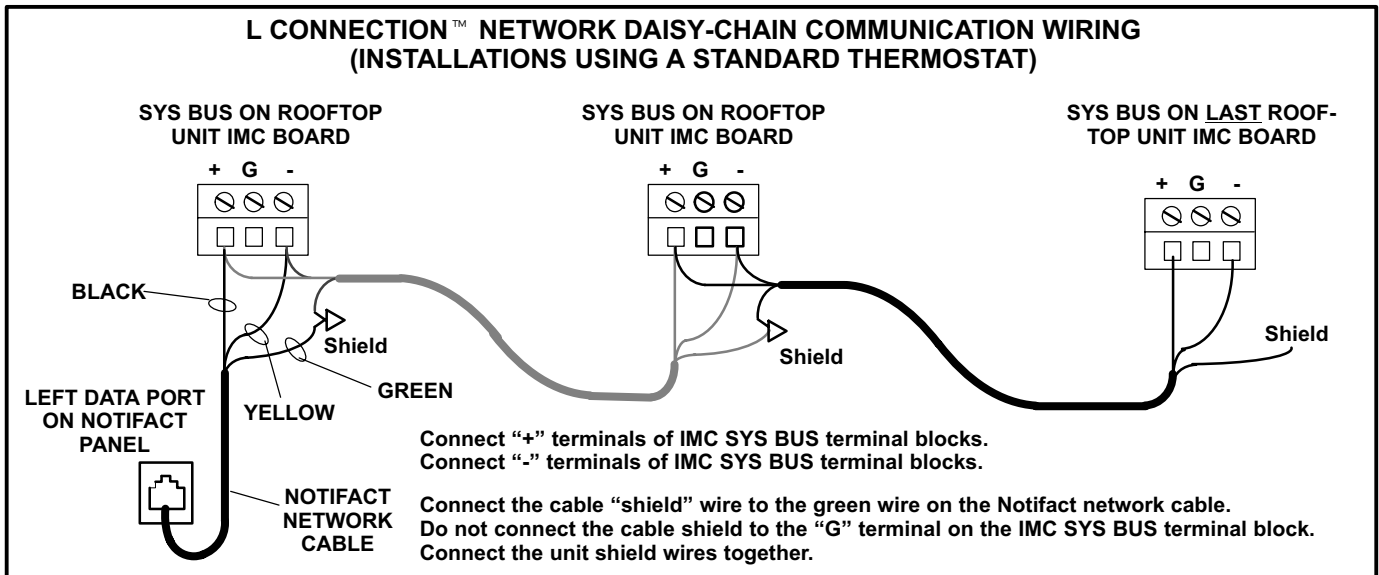 L CONNECTION™ NETWORK DAISY-CHAIN COMMUNICATION WIRING
(INSTALLATIONS USING A STANDARD THERMOSTAT)
SYS BUS ON ROOFTOP
UNIT IMC BOARD
+ G -
SYS BUS ON ROOFTOP
UNIT IMC BOARD
+ G -
SYS BUS ON LAST ROOF-
TOP UNIT IMC BOARD
+ G -
BLACK
YELLOW
GREEN
Shield
Shield
Shield
LEFT DATA PORT
ON NOTIFACT
PANEL
NOTIFACT
NETWORK
CABLE
Connect “+” terminals of IMC SYS BUS terminal blocks.
Connect “-” terminals of IMC SYS BUS terminal blocks.
Connect the cable “shield” wire to the green wire on the Notifact network cable.
Do not connect the cable shield to the “G” terminal on the IMC SYS BUS terminal block.
Connect the unit shield wires together.